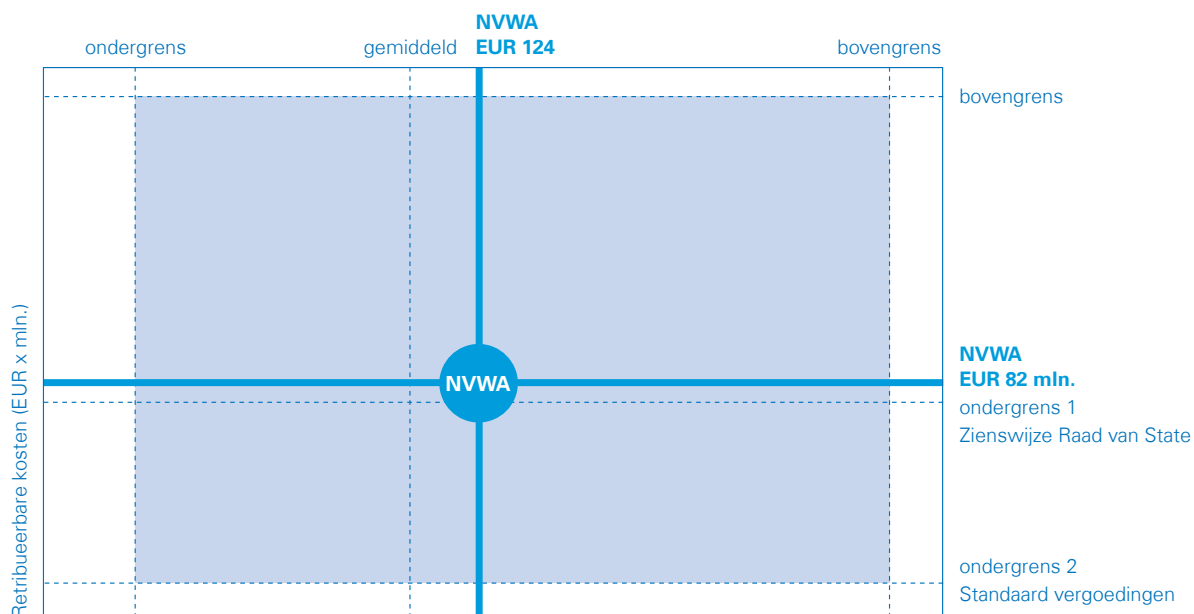 NVWA
EUR 124
ondergrens
gemiddeld
bovengrens
bovengrens
NVWA
NVWA
EUR 82 mln.
ondergrens 1
Zienswijze Raad van State
ondergrens 2
Standaard vergoedingen
Retribueerbare kosten (EUR x mln.)